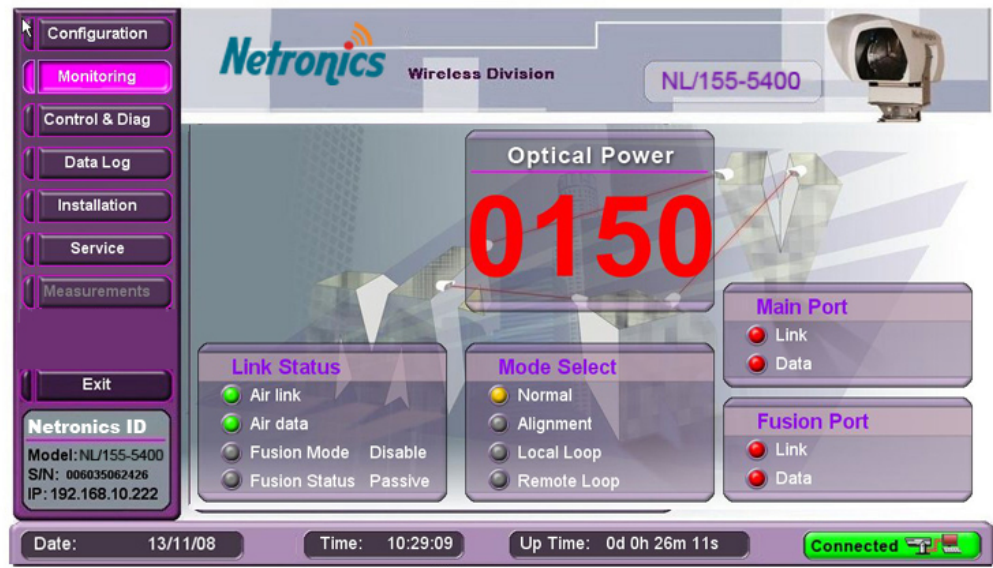 Configuration
Monitoring
Control & Diag
Data Log
Installation
Service
Measurements
Exit
Netronics ID
Model: NL/155-5400
S/N: 006035062426
IP: 192.168.10.222
Netronics Wireless Division
NL/155-5400
Netronics
Optical Power
0150
Link Status
Air link
Air data
Fusion Mode Disable
Fusion Status Passive
Mode Select
Normal
Alignment
Local Loop
Remote Loop
Main Port
Link
Data
Fusion Port
Link
Data
Date: 13/11/08
Time: 10:29:09
Up Time: 0d 0h 26m 11s
Connected